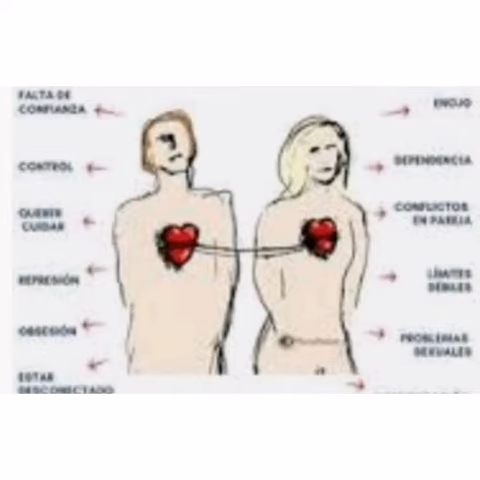 FALTA DE
CONFIANZA
CONTROL
QUERER
CUIDAR
REPRESIÓN
OBSESIÓN
ESTAR
DESCONECTADO
ENOJO
DEPENDENCIA
CONFLICTOS
EN PAREJA
LÍMITES
DÉBILES
PROBLEMAS
SEXUALES